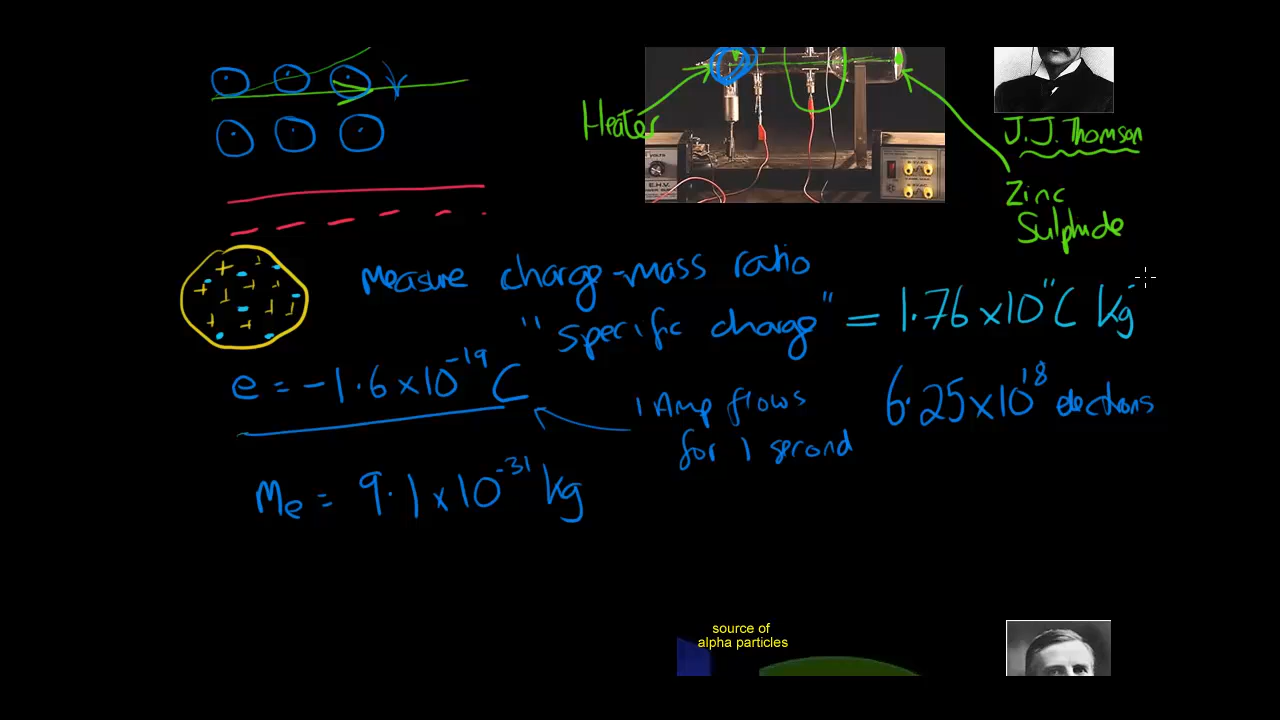 Heater
J.J. Thomson
Zinc
Sulphide
Measure charge-mass ratio
"specific charge" = 1.76×10¹¹ C kg⁻
e = -1.6×10⁻¹⁹ C
1 Amp flows
for 1 second
6.25×10¹⁸ electrons
Me = 9.1×10⁻³¹ kg
source of
alpha particles